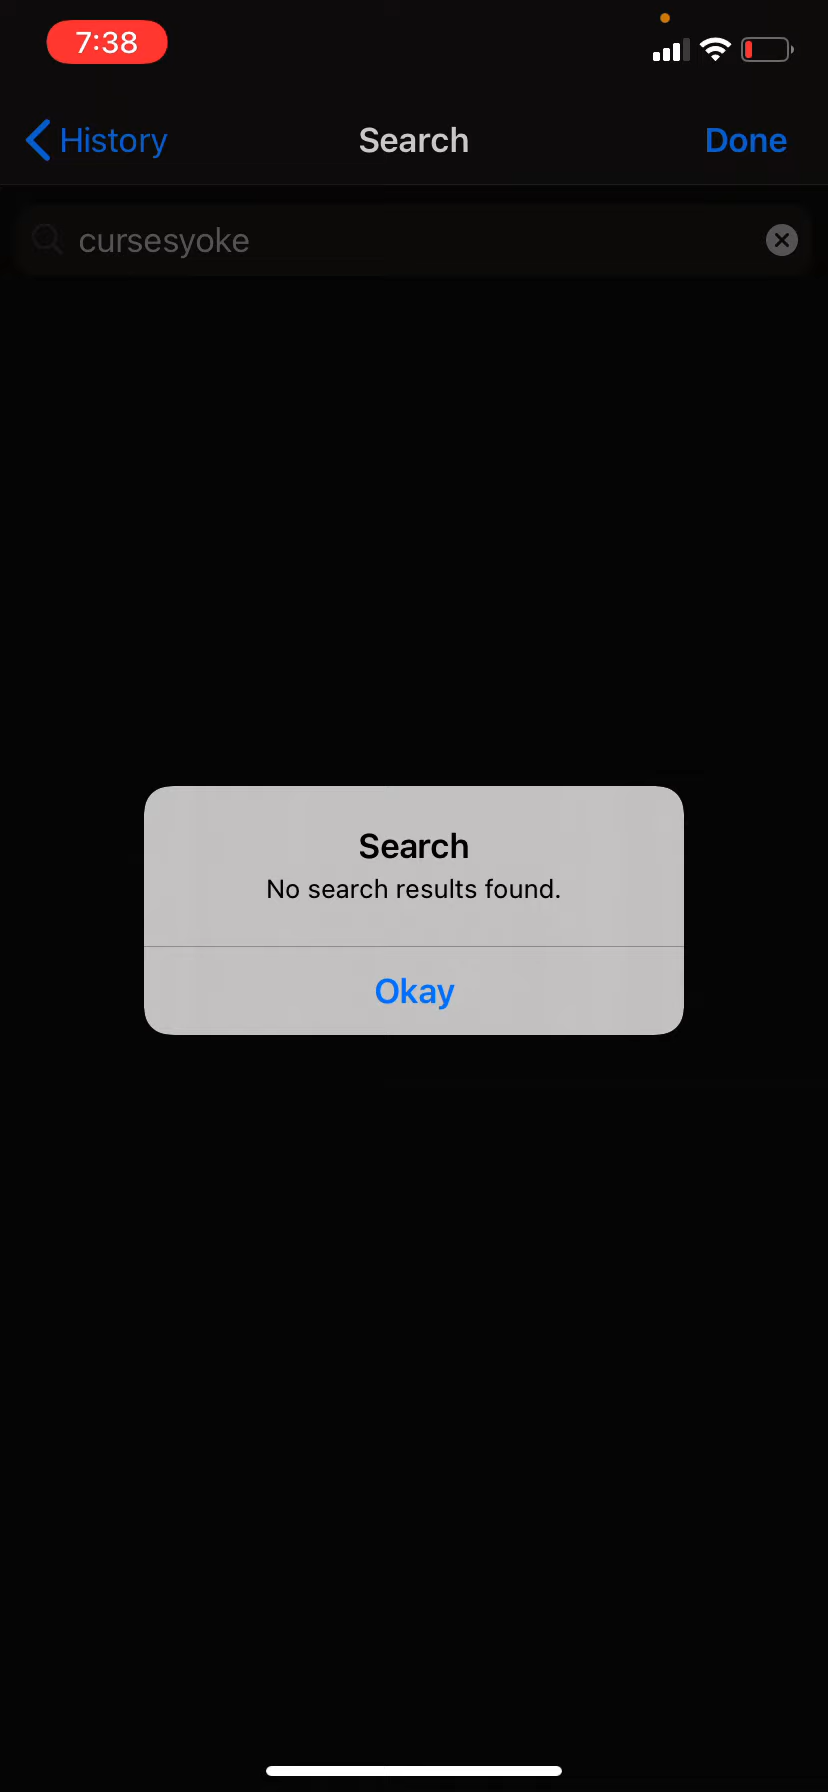 7:38
History
Search
Done
cursesyoke
Search
No search results found.
Okay